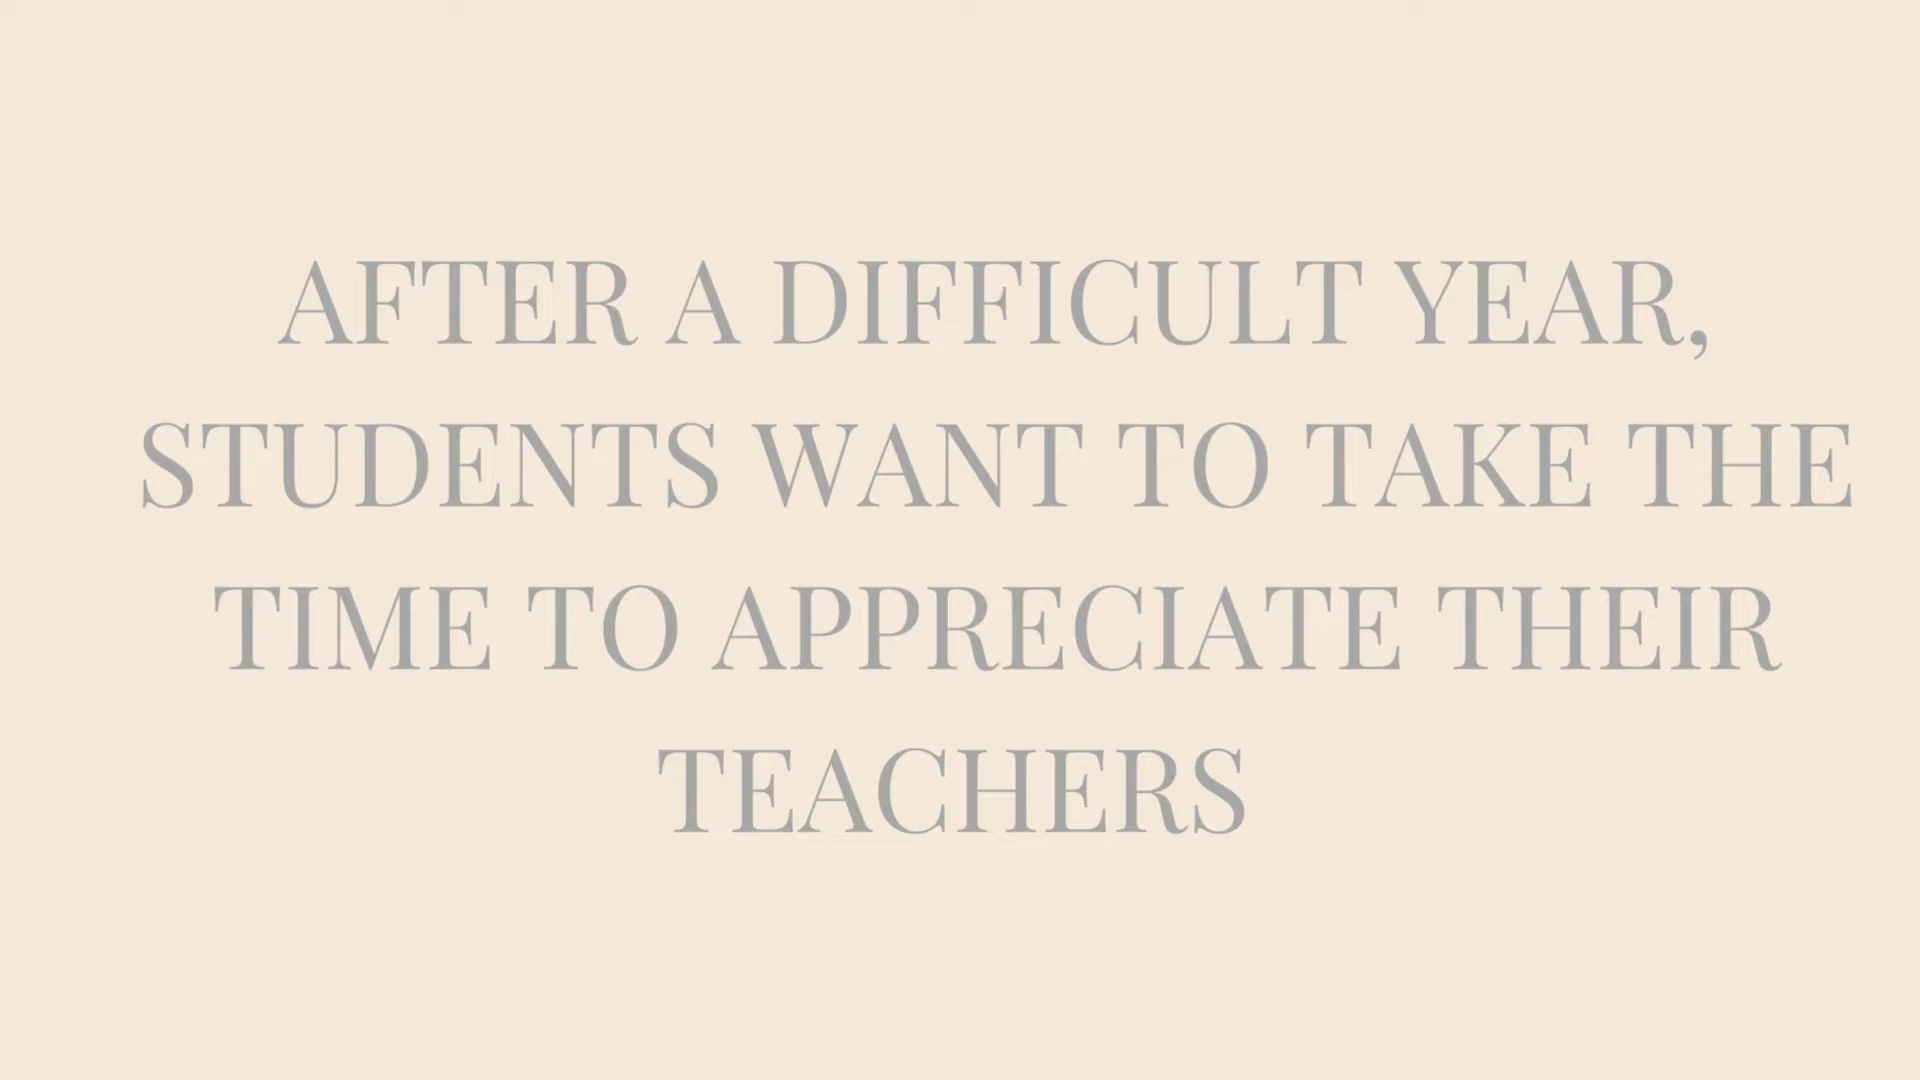 AFTER A DIFFICULT YEAR,
STUDENTS WANT TO TAKE THE
TIME TO APPRECIATE THEIR
TEACHERS